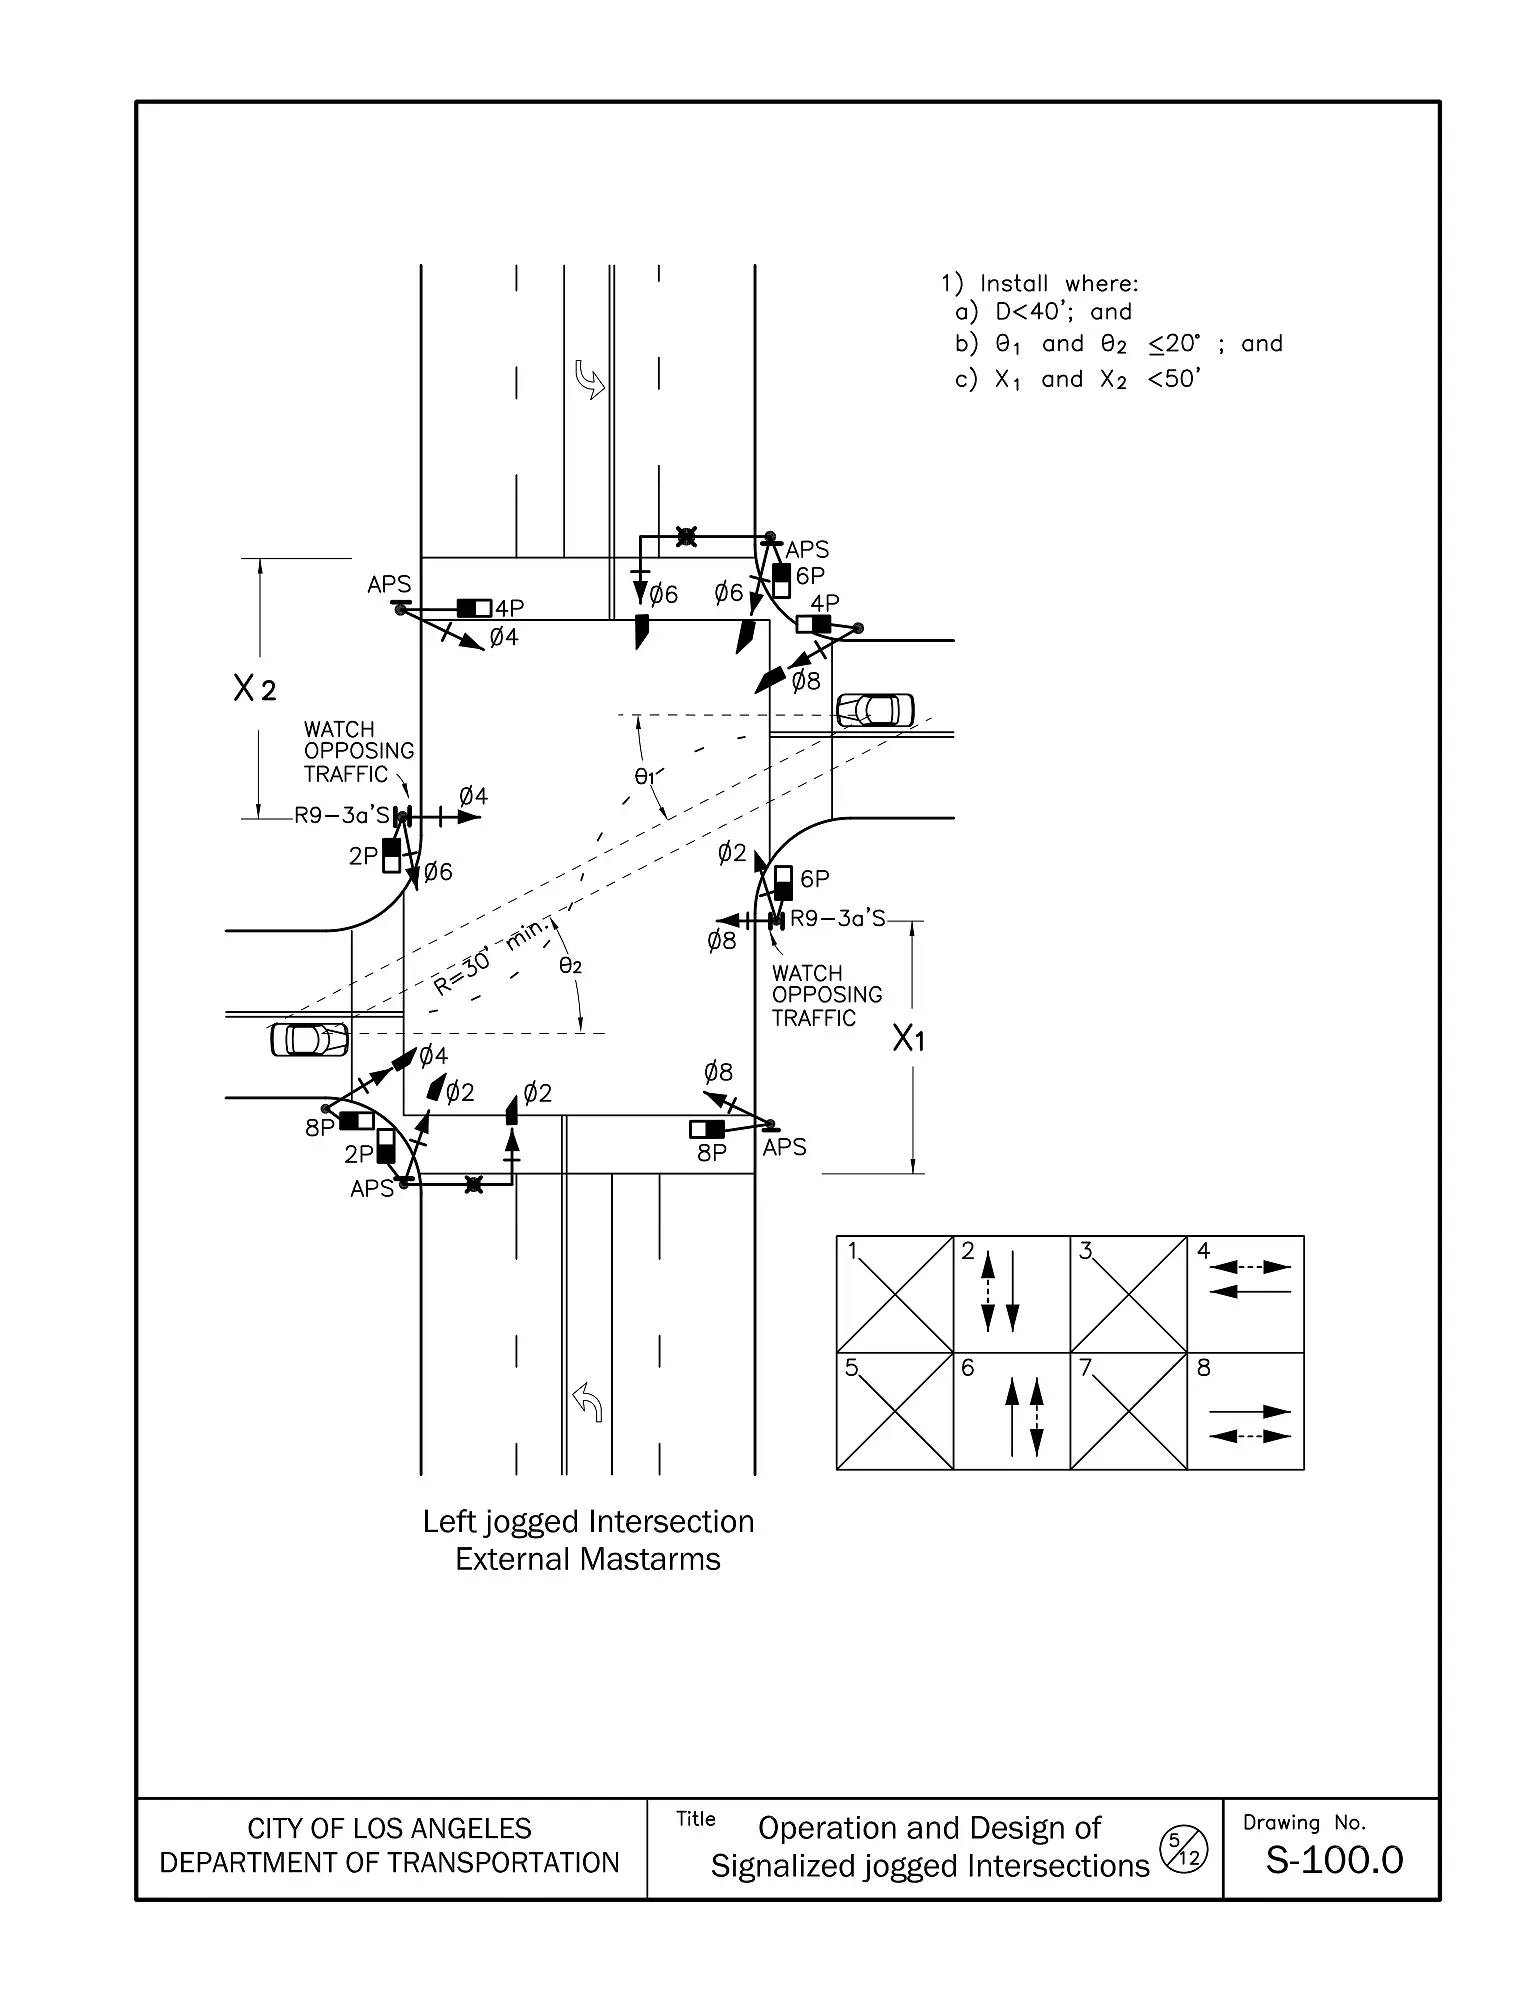 1) Install where:
a) D<40'; and
b) θ1 and θ2 ≤20° ; and
c) X1 and X2 <50'
APS
6P
4P
APS
4P
Ø4
Ø6
Ø6
Ø8
X2
WATCH
OPPOSING
TRAFFIC
R9-3a'S
Ø4
2P
Ø6
θ1
Ø2
6P
R9-3a'S
Ø8
R=30' min.
θ2
WATCH
OPPOSING
TRAFFIC
X1
Ø4
Ø2
Ø2
8P
2P
APS
Ø8
8P
APS
1 2 3 4
5 6 7 8
Left jogged Intersection
External Mastarms
CITY OF LOS ANGELES
DEPARTMENT OF TRANSPORTATION
Title
Operation and Design of
Signalized jogged Intersections
5/12
Drawing No.
S-100.0